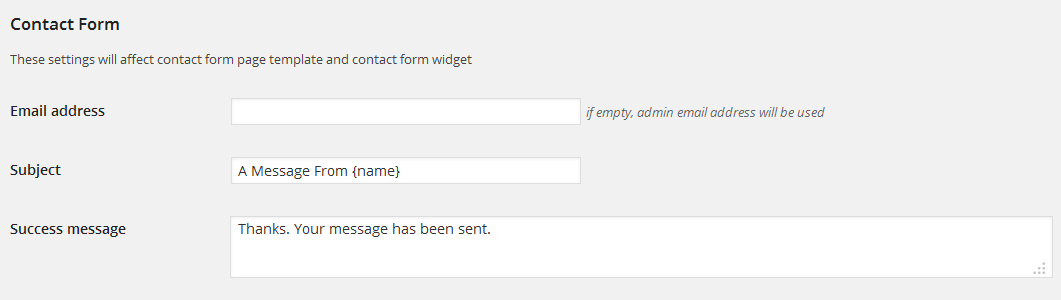 Contact Form
These settings will affect contact form page template and contact form widget
Email address if empty, admin email address will be used
Subject A Message From {name}
Success message Thanks. Your message has been sent.